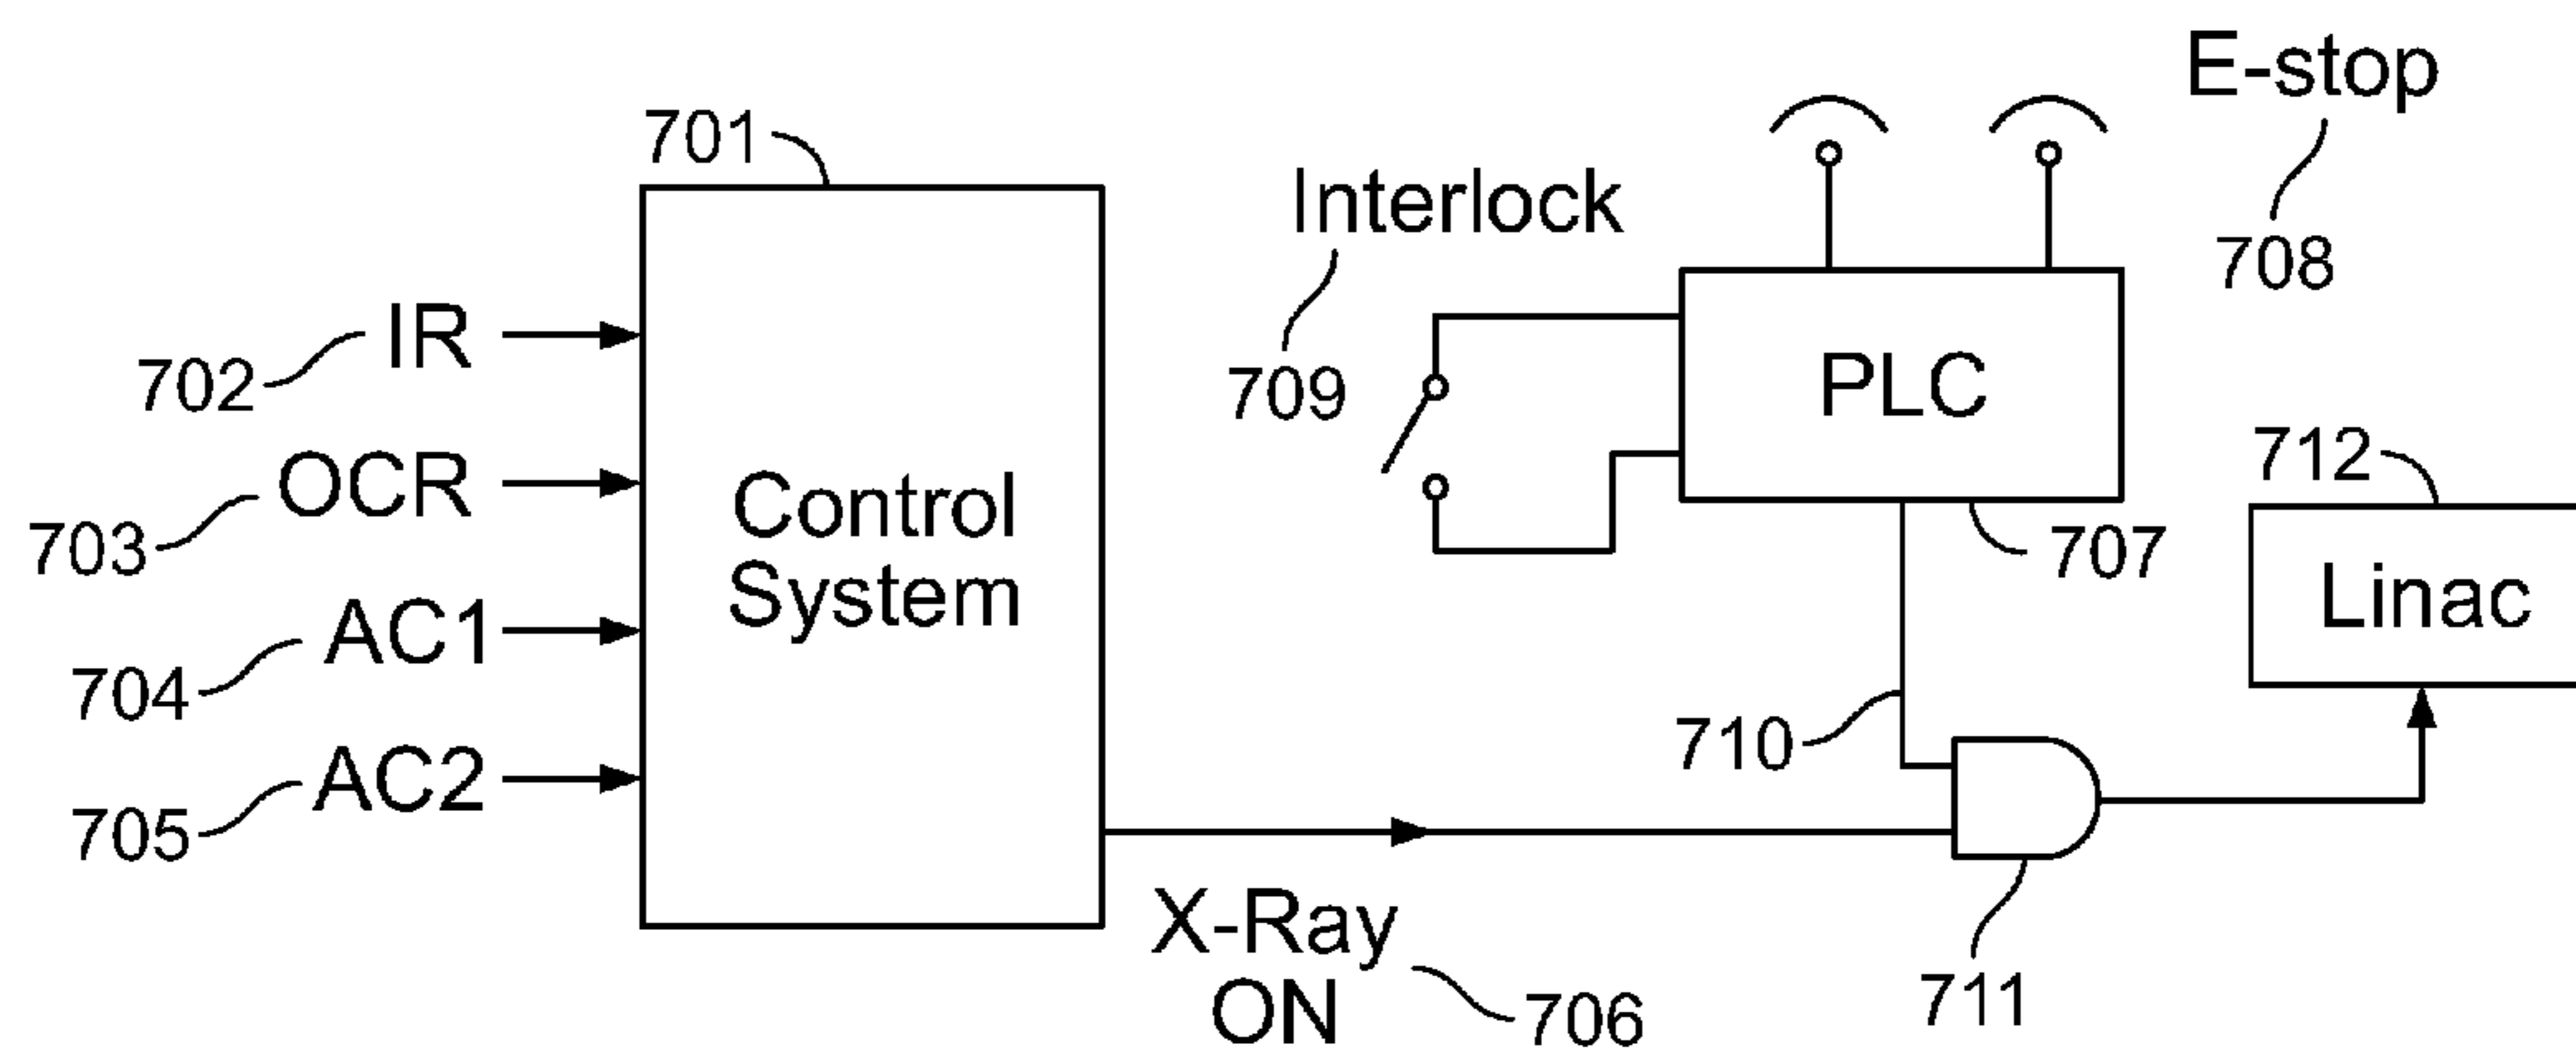 E-stop
708
701
Interlock
709
IR
702
PLC
OCR
703
Control
System
712
707
Linac
AC1
704
710
AC2
705
X-Ray
ON
706
711